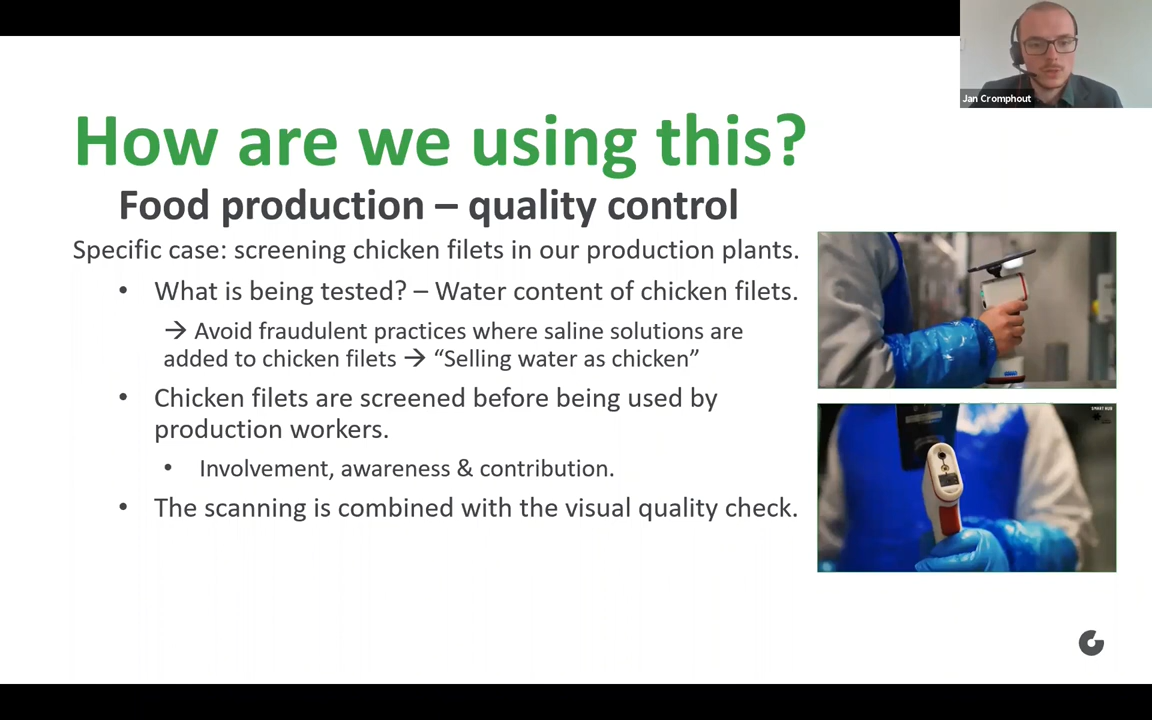 Jan Cromphout
How are we using this?
Food production – quality control
Specific case: screening chicken filets in our production plants.
• What is being tested? – Water content of chicken filets.
→ Avoid fraudulent practices where saline solutions are
added to chicken filets → “Selling water as chicken”
• Chicken filets are screened before being used by
production workers.
• Involvement, awareness & contribution.
• The scanning is combined with the visual quality check.
SMART HUB